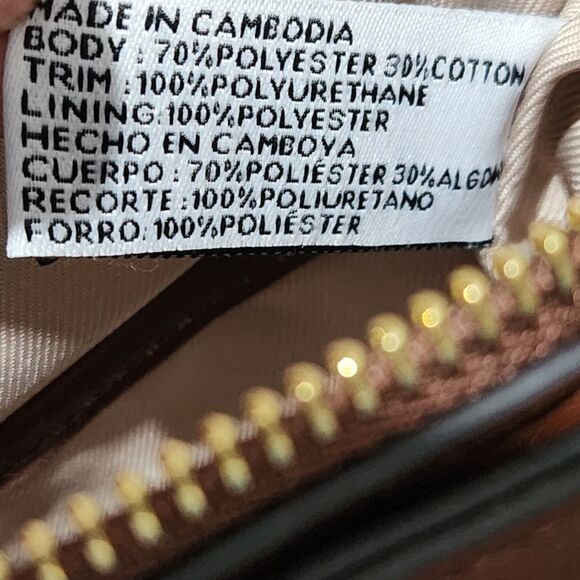 MADE IN CAMBODIA
BODY : 70%POLYESTER 30%COTTON
TRIM : 100%POLYURETHANE
LINING:100%POLYESTER
HECHO EN CAMBOYA
CUERPO : 70%POLIÉSTER 30%
RECORTE :100%POLIURETANO
FORRO:100%POLIÉSTER